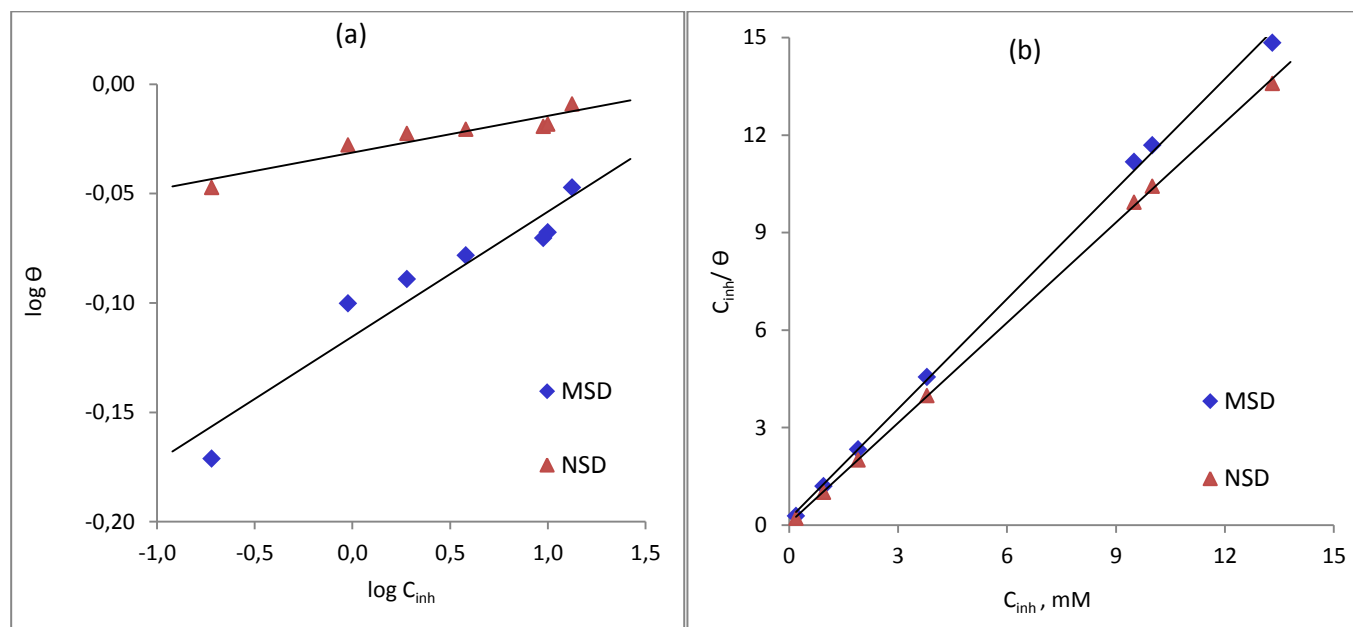 (a)
0,00
-0,05
-0,10
-0,15
-0,20
log ϴ
-1,0 -0,5 0,0 0,5 1,0 1,5
log Cinh
MSD
NSD
(b)
15
12
9
6
3
0
Cinh/ ϴ
0 3 6 9 12 15
Cinh , mM
MSD
NSD